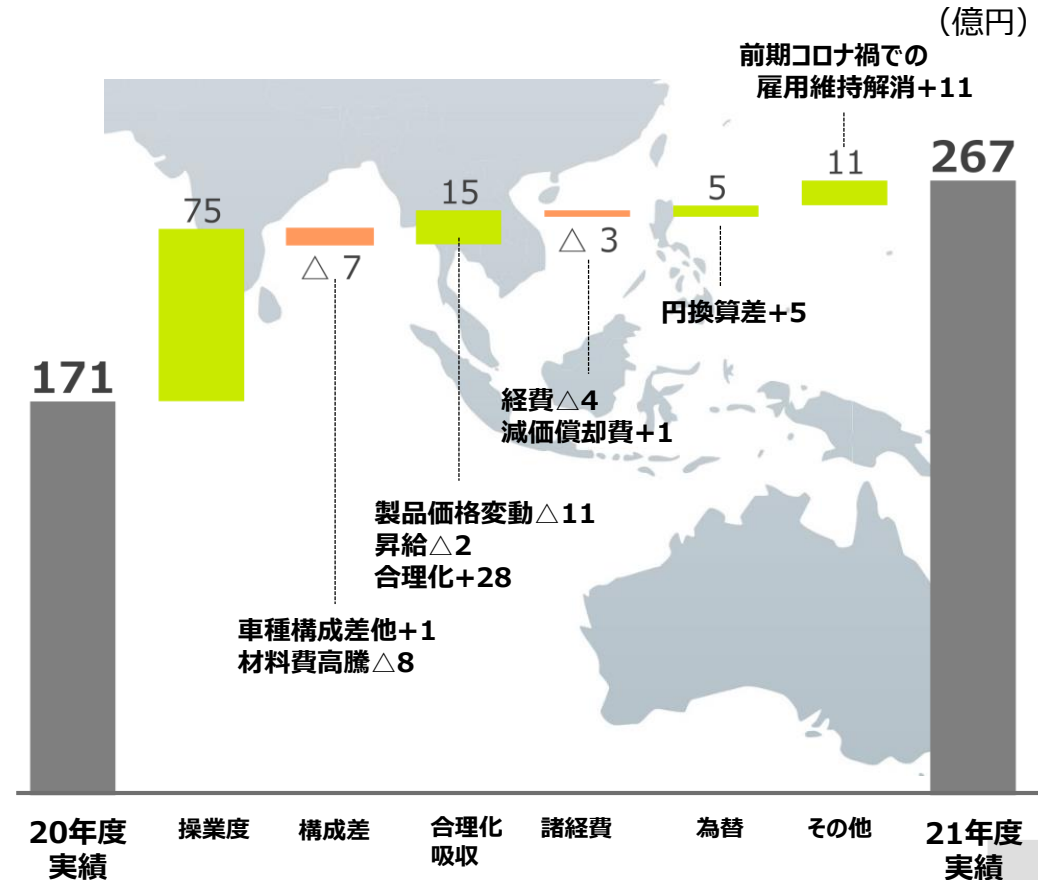 （億円）
前期コロナ禍での
雇用維持解消+11
267
11
5
15
75
△ 3
△ 7
円換算差+5
171
経費△4
減価償却費+1
製品価格変動△11
昇給△2
合理化+28
車種構成差他+1
材料費高騰△8
20年度
実績
操業度
構成差
合理化
吸収
諸経費
為替
その他
21年度
実績